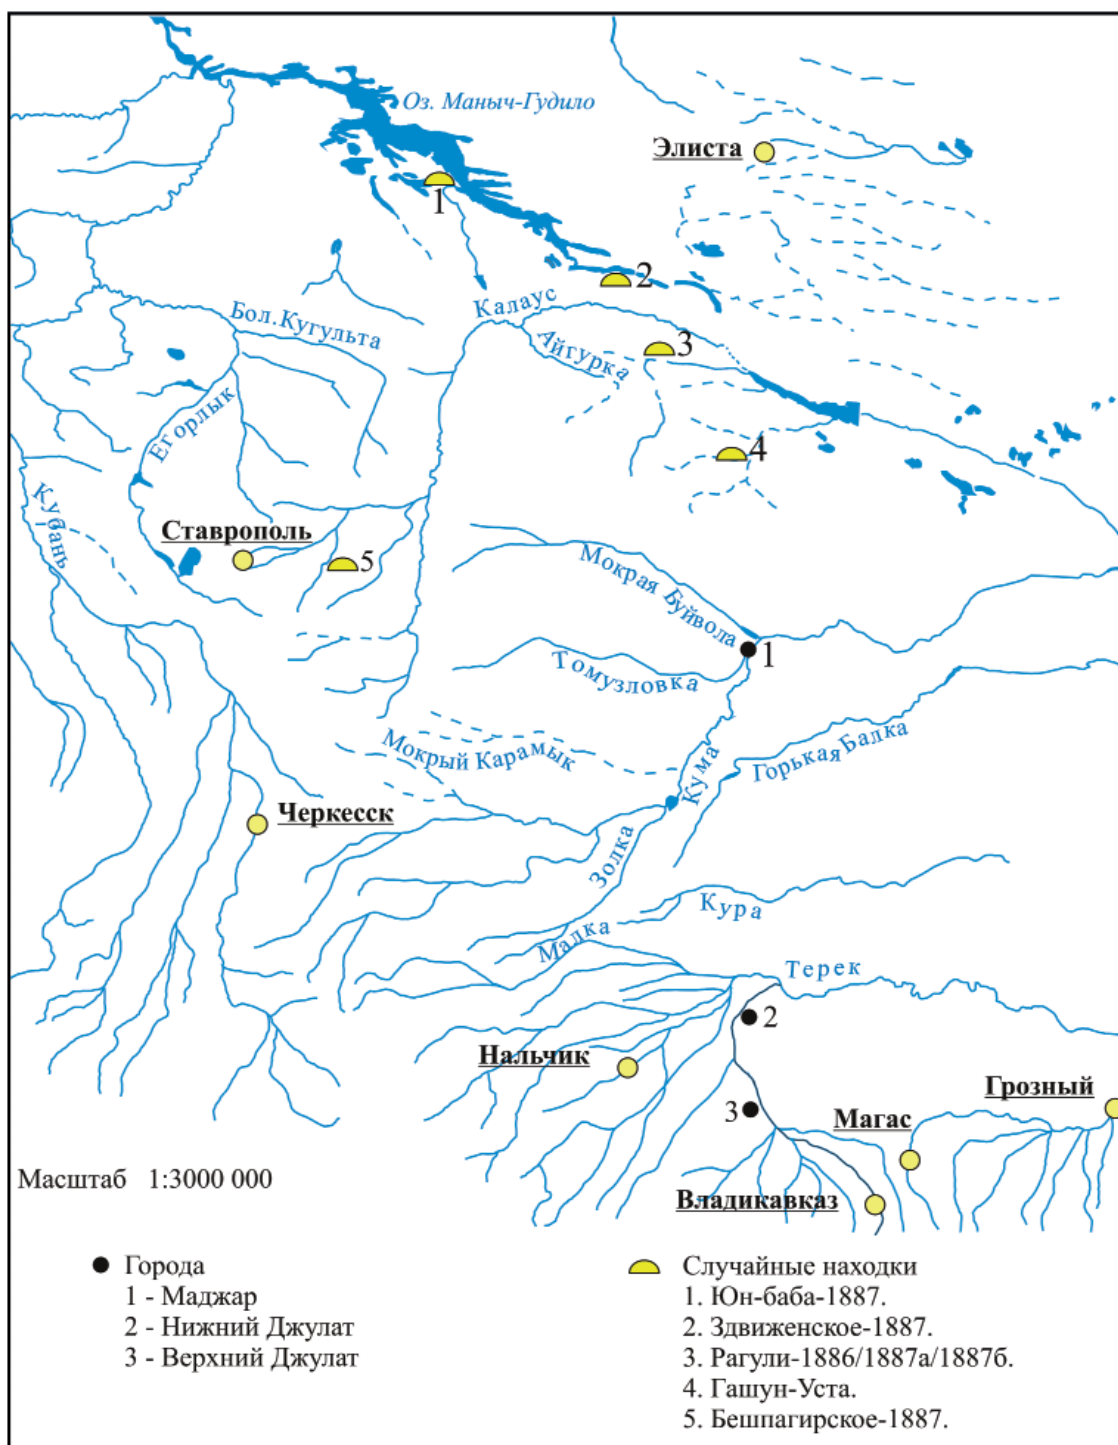 Оз. Маныч-Гудило
Элиста
1
2
Калаус
Бол.Кугульта
Айгурка
3
Егорлык
4
Кубань
Ставрополь
5
Мокрая Буйвола
1
Томузловка
Мокрый Карамык
Кума
Горькая Балка
Черкесск
Золка
Кура
Малка
Терек
2
Нальчик
Грозный
3
Магас
Масштаб 1:3000 000
Владикавказ
Города
1 - Маджар
2 - Нижний Джулат
3 - Верхний Джулат
Случайные находки
1. Юн-баба-1887.
2. Здвиженское-1887.
3. Рагули-1886/1887а/1887б.
4. Гашун-Уста.
5. Бешпагирское-1887.